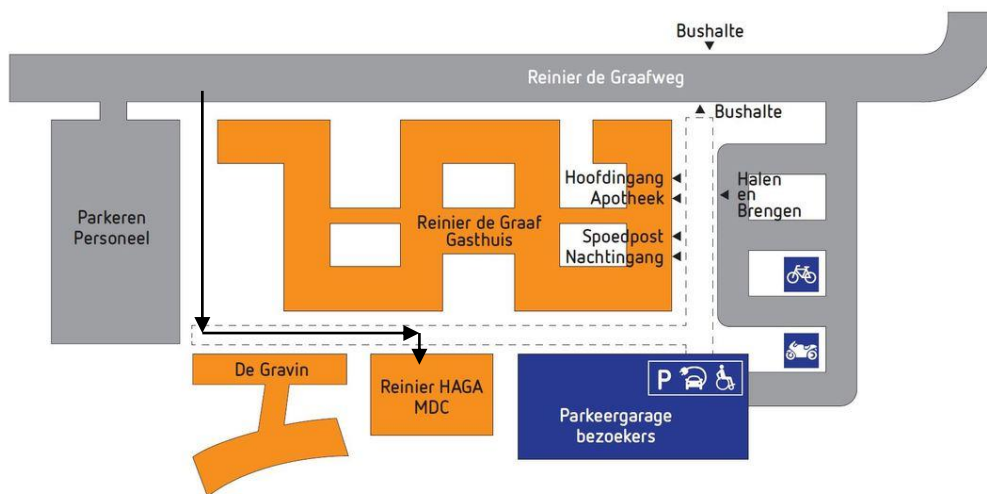 Bushalte
Reinier de Graafweg
Bushalte
Hoofdingang
Apotheek
Halen
en
Brengen
Parkeren
Personeel
Reinier de Graaf
Gasthuis
Spoedpost
Nachtingang
De Gravin
Reinier HAGA
MDC
P
Parkeergarage
bezoekers